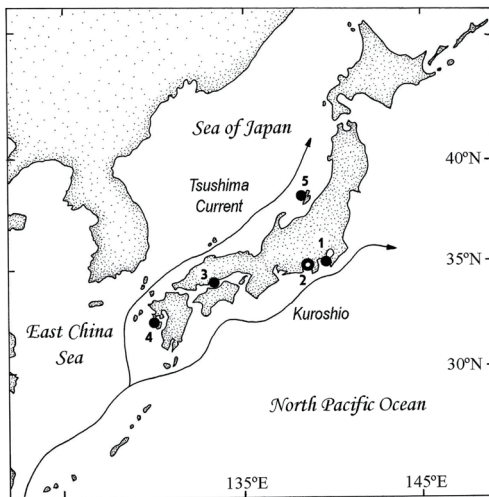 Sea of Japan
40ºN
Tsushima
Current
5
1
35ºN
3
2
Kuroshio
East China
Sea
4
30ºN
North Pacific Ocean
135ºE
145ºE